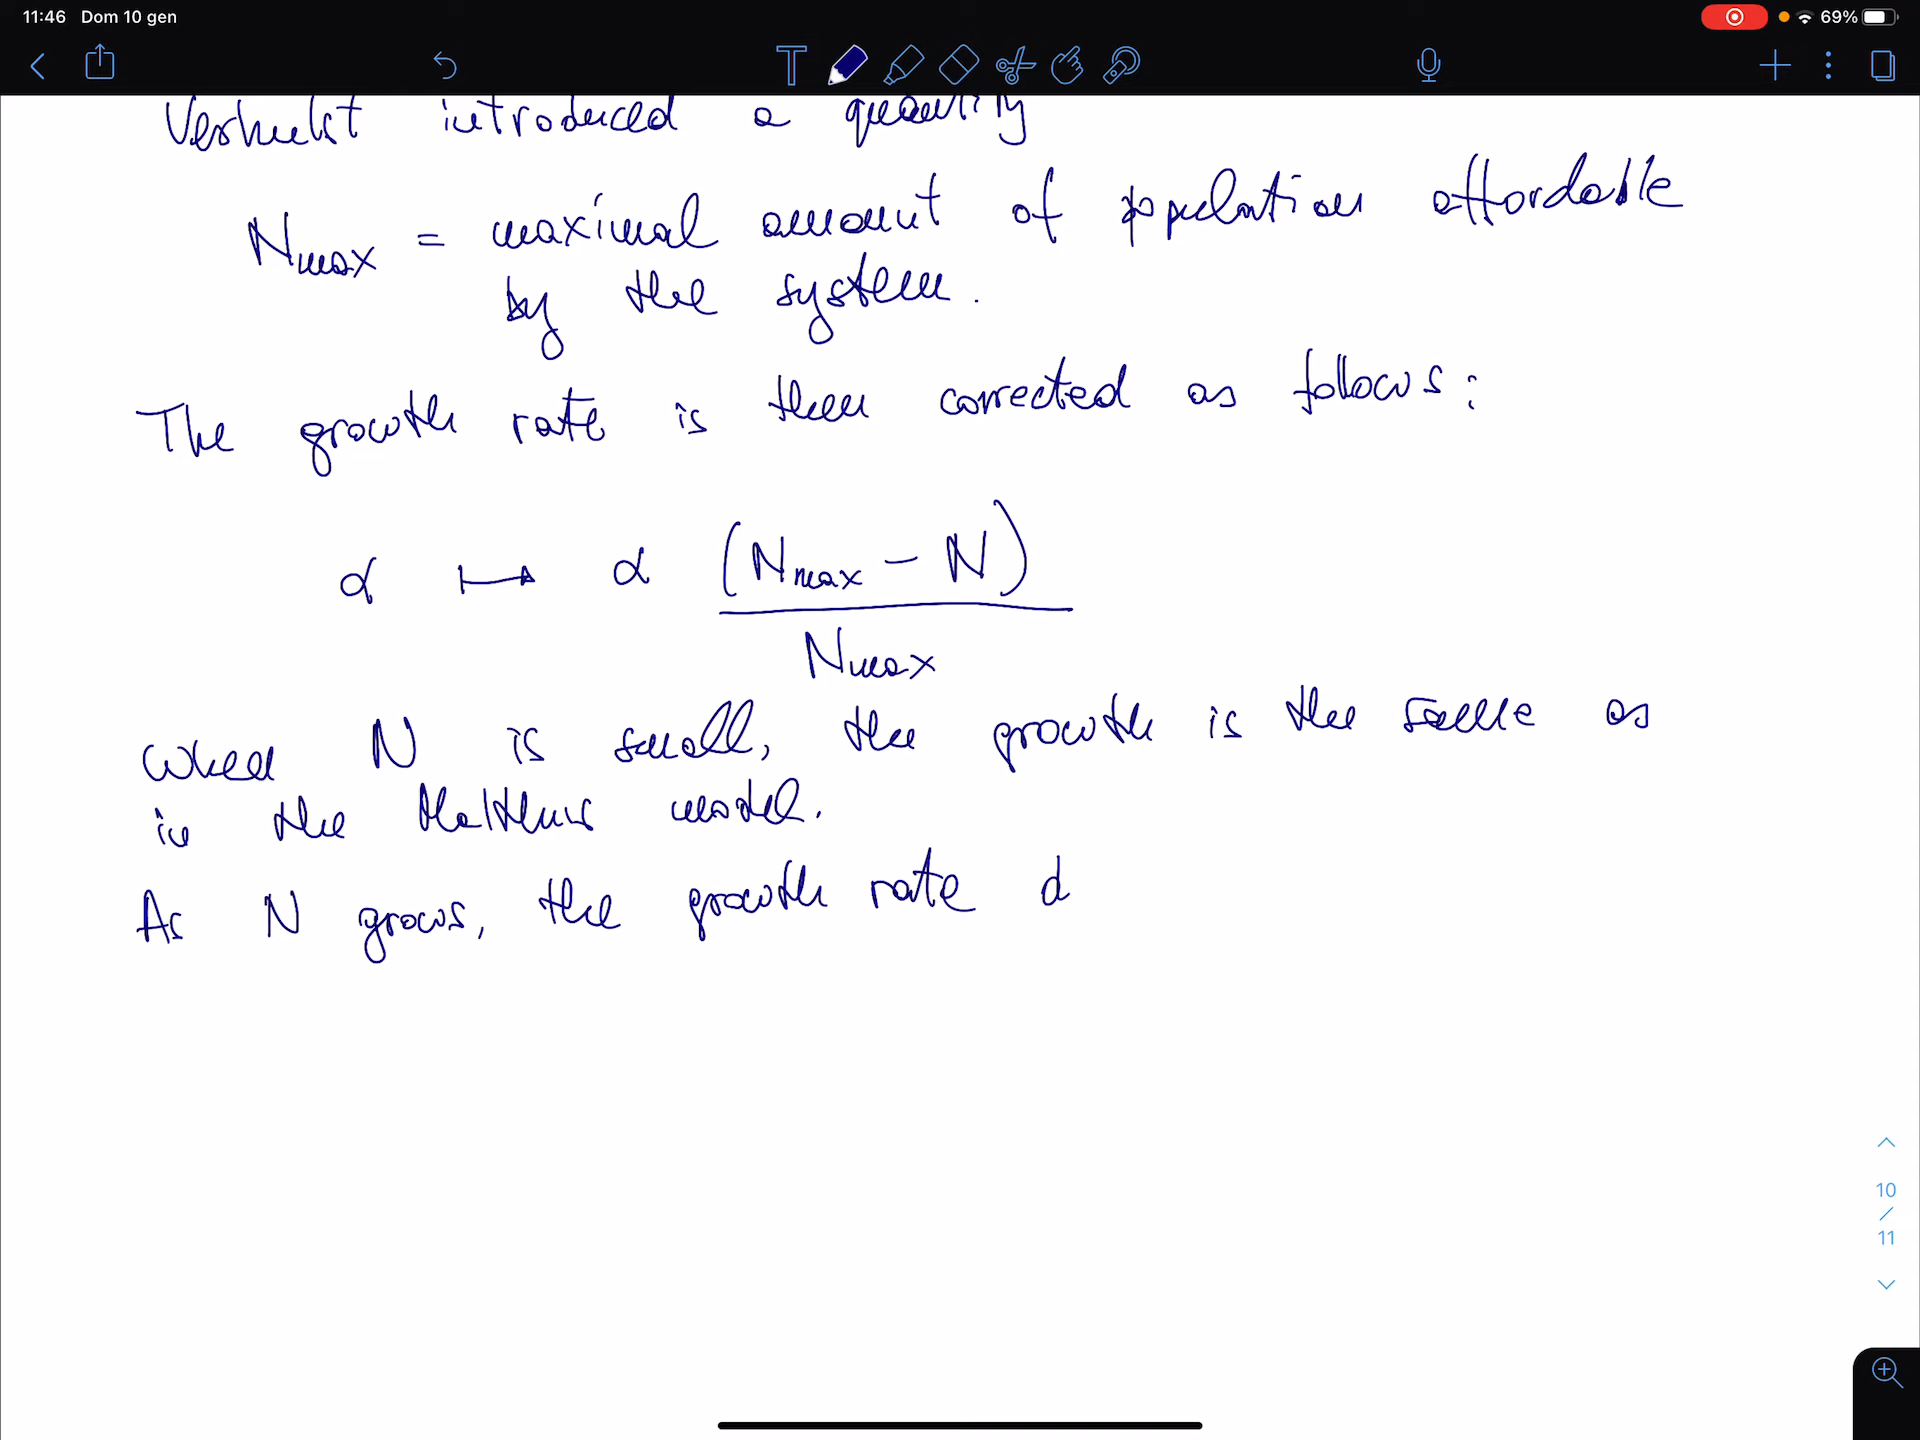 11:46 Dom 10 gen 69%
Verhulst introduced a quantity
Nmax = maximal amount of population affordable
by the system.
The growth rate is then corrected as follows:
α ↦ α (Nmax - N) / Nmax
When N is small, the growth is the same as
in the Malthus model.
As N grows, the growth rate d
10
/
11